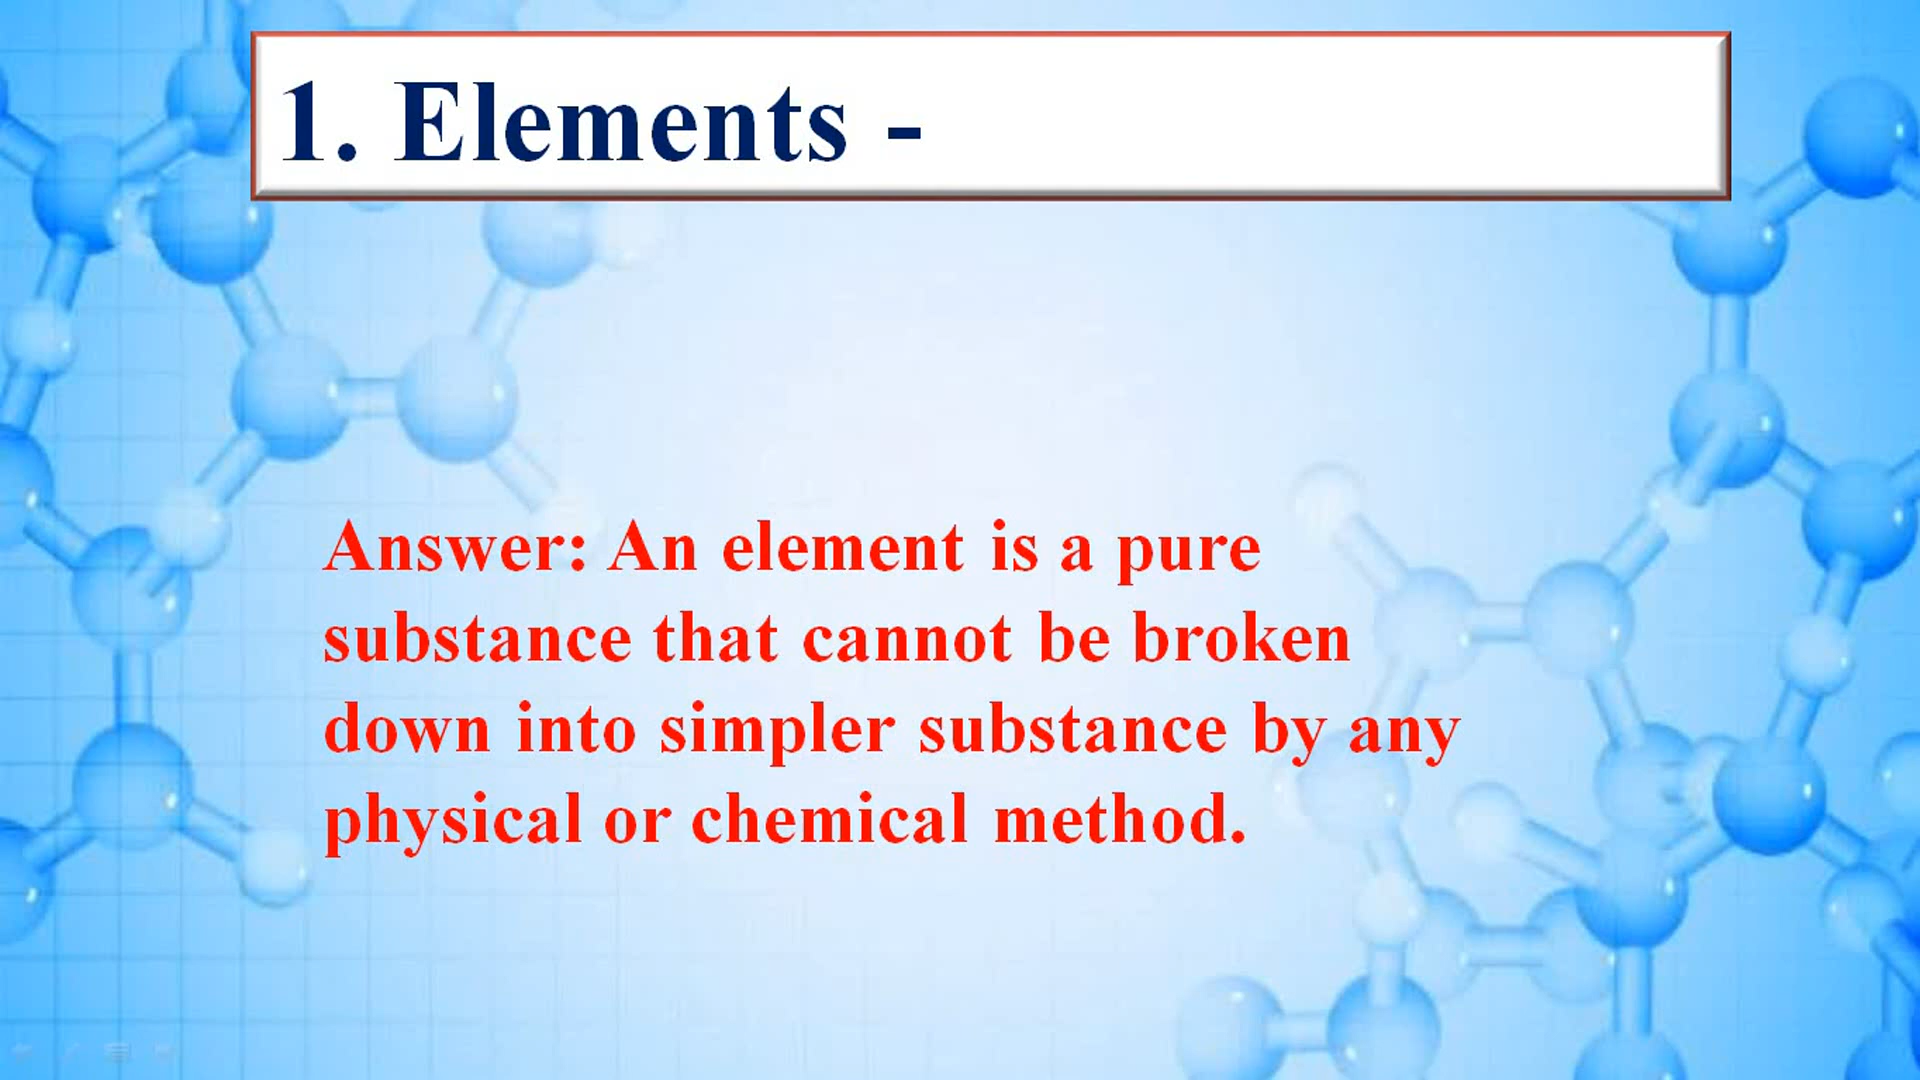 1. Elements -
Answer: An element is a pure
substance that cannot be broken
down into simpler substance by any
physical or chemical method.